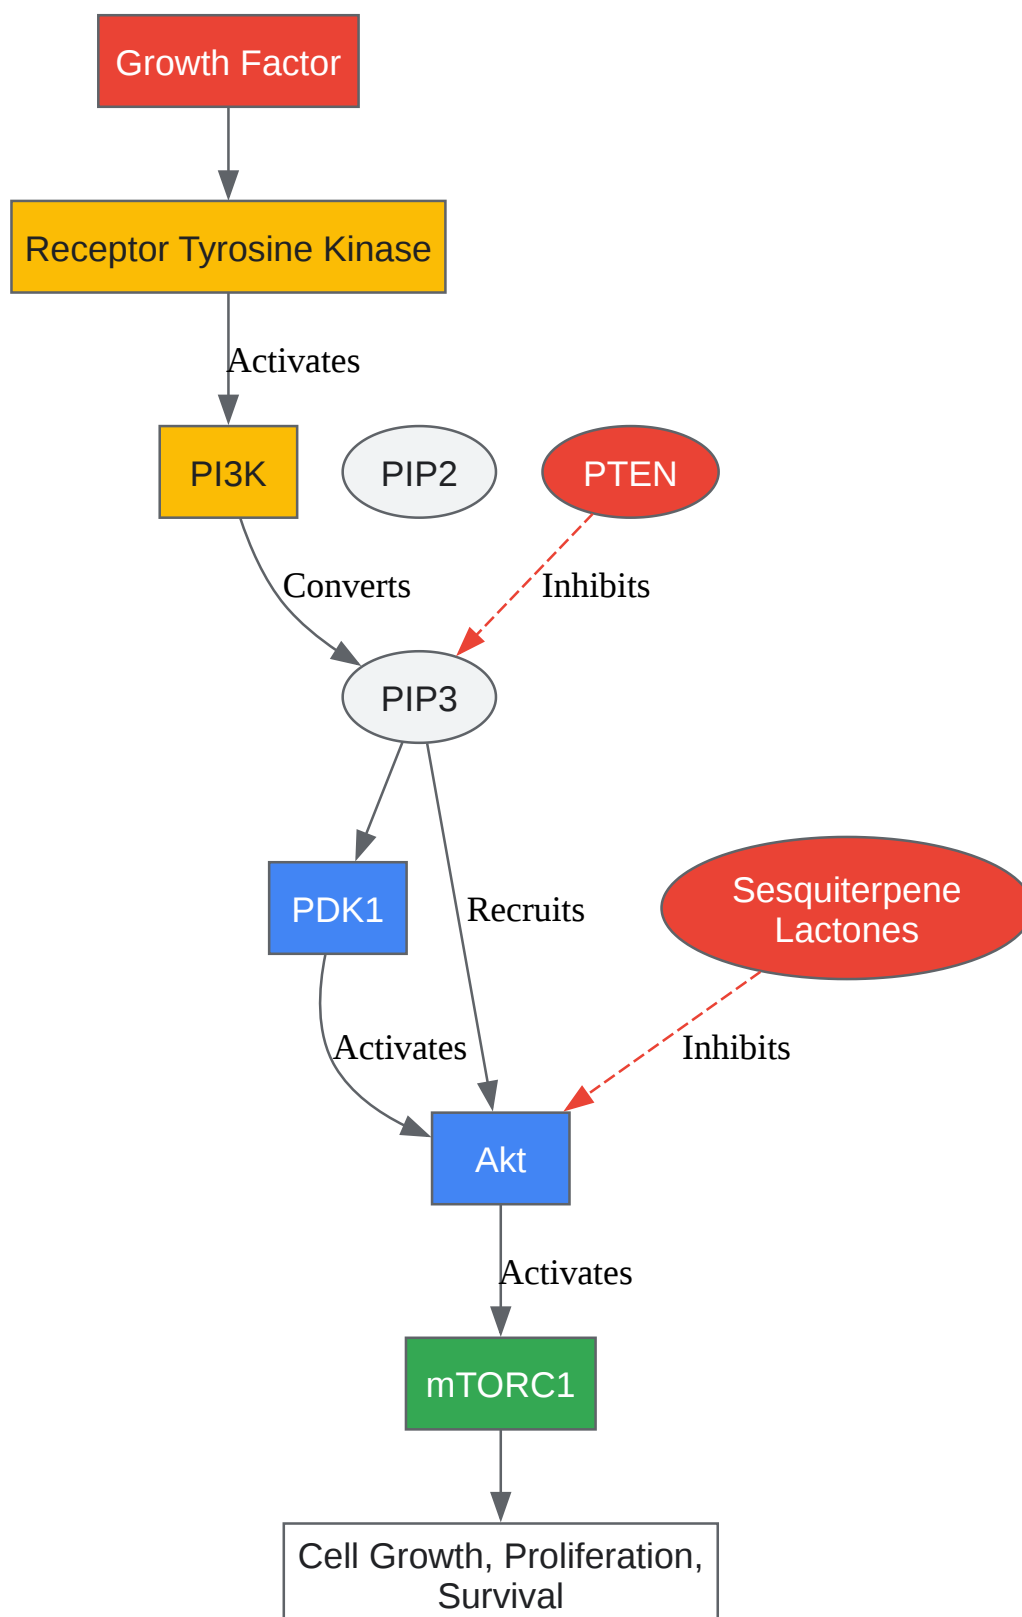 Growth Factor
Receptor Tyrosine Kinase
Activates
PI3K
PIP2
PTEN
Converts
Inhibits
PIP3
PDK1
Recruits
Sesquiterpene
Lactones
Activates
Inhibits
Akt
Activates
mTORC1
Cell Growth, Proliferation,
Survival